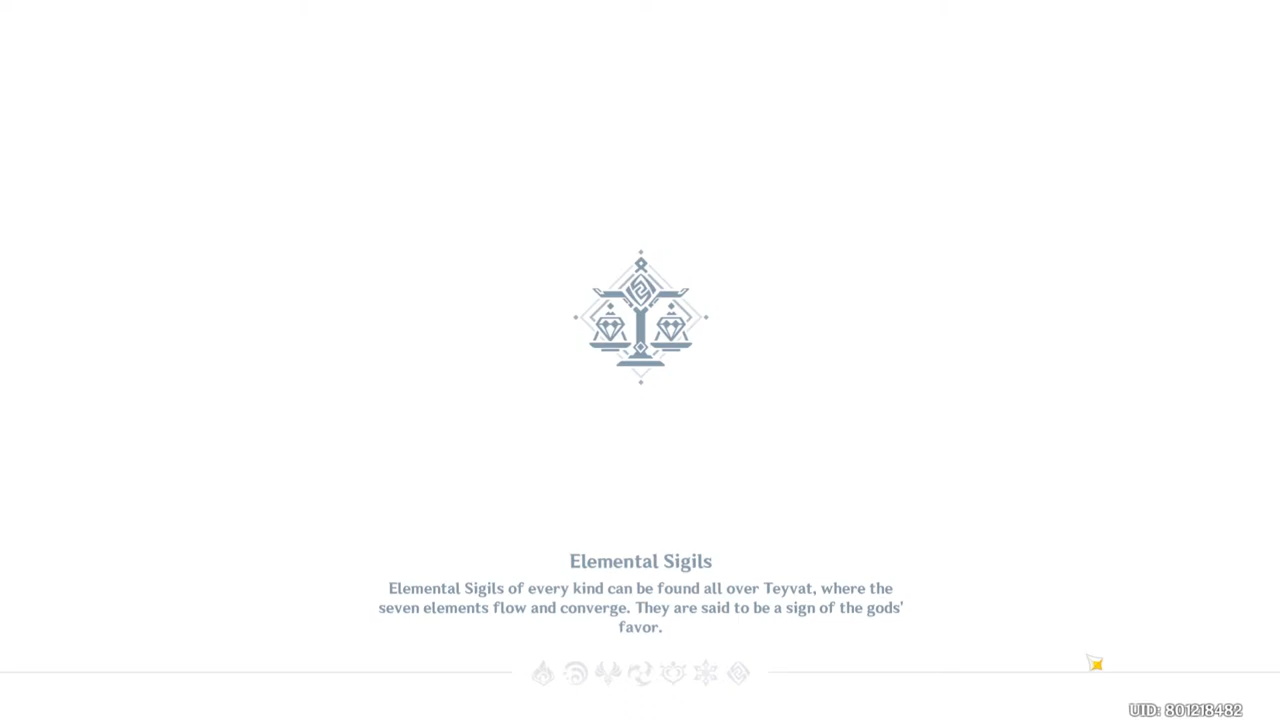 Elemental Sigils
Elemental Sigils of every kind can be found all over Teyvat, where the
seven elements flow and converge. They are said to be a sign of the gods'
favor.
UID: 801218482